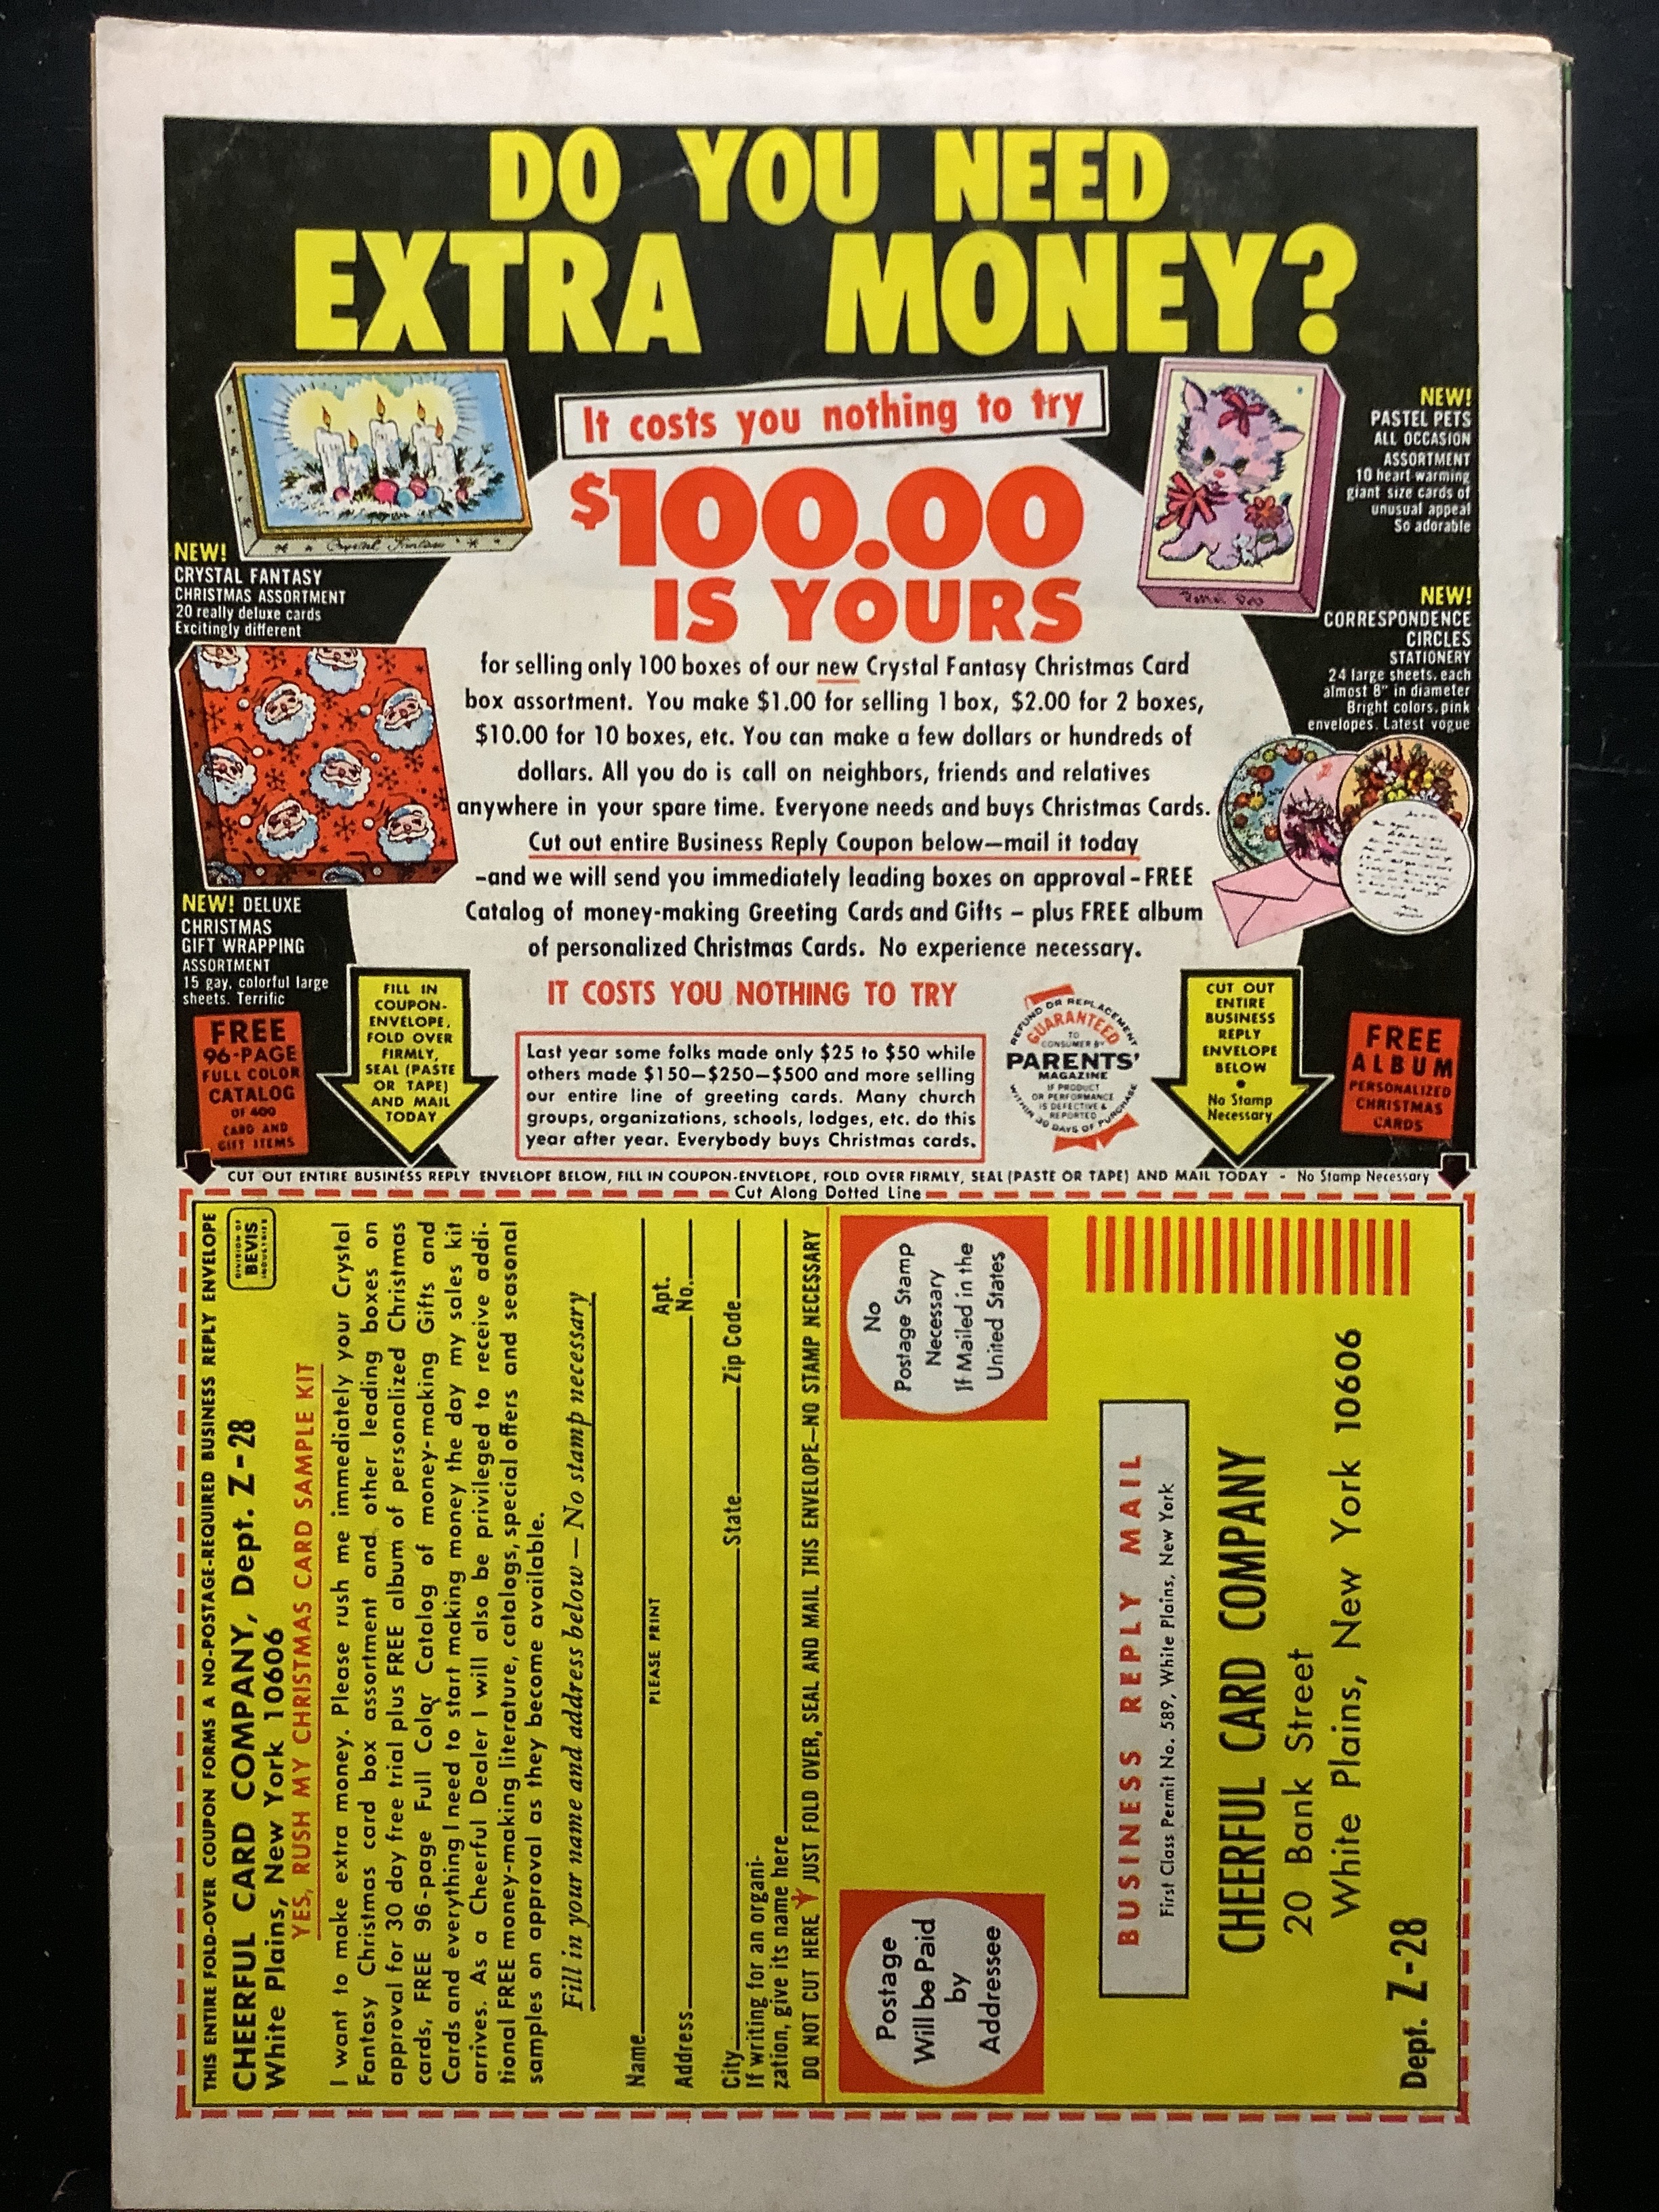 DO YOU NEED
EXTRA MONEY?
It costs you nothing to try
$100.00
IS YOURS
for selling only 100 boxes of our new Crystal Fantasy Christmas Card
box assortment. You make $1.00 for selling 1 box, $2.00 for 2 boxes,
$10.00 for 10 boxes, etc. You can make a few dollars or hundreds of
dollars. All you do is call on neighbors, friends and relatives
anywhere in your spare time. Everyone needs and buys Christmas Cards.
Cut out entire Business Reply Coupon below—mail it today
-and we will send you immediately leading boxes on approval-FREE
Catalog of money-making Greeting Cards and Gifts - plus FREE album
of personalized Christmas Cards. No experience necessary.
IT COSTS YOU NOTHING TO TRY
Crystal Fantasy
NEW!
CRYSTAL FANTASY
CHRISTMAS ASSORTMENT
20 really deluxe cards
Excitingly different
NEW! DELUXE
CHRISTMAS
GIFT WRAPPING
ASSORTMENT
15 gay, colorful large
sheets. Terrific
Pastel Pets
NEW!
PASTEL PETS
ALL OCCASION
ASSORTMENT
10 heart warming
giant size cards of
unusual appeal
So adorable
NEW!
CORRESPONDENCE
CIRCLES
STATIONERY
24 large sheets, each
almost 8" in diameter
Bright colors, pink
envelopes. Latest vogue
FREE
96-PAGE
FULL COLOR
CATALOG
OF 400
CARD AND
GIFT ITEMS
FILL IN
COUPON-
ENVELOPE,
FOLD OVER
FIRMLY,
SEAL (PASTE
OR TAPE)
AND MAIL
TODAY
Last year some folks made only $25 to $50 while
others made $150—$250—$500 and more selling
our entire line of greeting cards. Many church
groups, organizations, schools, lodges, etc. do this
year after year. Everybody buys Christmas cards.
REFUND OR REPLACEMENT
GUARANTEED
TO
CONSUMER BY
PARENTS'
MAGAZINE
IF PRODUCT
OR PERFORMANCE
IS DEFECTIVE &
REPORTED
WITHIN 30 DAYS OF PURCHASE
CUT OUT
ENTIRE
BUSINESS
REPLY
ENVELOPE
BELOW
•
No Stamp
Necessary
FREE
ALBUM
PERSONALIZED
CHRISTMAS
CARDS
CUT OUT ENTIRE BUSINESS REPLY ENVELOPE BELOW, FILL IN COUPON-ENVELOPE, FOLD OVER FIRMLY, SEAL (PASTE OR TAPE) AND MAIL TODAY - No Stamp Necessary
Cut Along Dotted Line
THIS ENTIRE FOLD-OVER COUPON FORMS A NO-POSTAGE-REQUIRED BUSINESS REPLY ENVELOPE
CHEERFUL CARD COMPANY, Dept. Z-28
White Plains, New York 10606
DIVISION OF
BEVIS
INDUSTRIES
YES, RUSH MY CHRISTMAS CARD SAMPLE KIT
I want to make extra money. Please rush me immediately your Crystal
Fantasy Christmas card box assortment and other leading boxes on
approval for 30 day free trial plus FREE album of personalized Christmas
cards, FREE 96-page Full Color Catalog of money-making Gifts and
Cards and everything I need to start making money the day my sales kit
arrives. As a Cheerful Dealer I will also be privileged to receive addi-
tional FREE money-making literature, catalogs, special offers and seasonal
samples on approval as they become available.
Fill in your name and address below — No stamp necessary
Name
PLEASE PRINT
Address Apt. No.
City State Zip Code
If writing for an organi-
zation, give its name here
DO NOT CUT HERE JUST FOLD OVER, SEAL AND MAIL THIS ENVELOPE—NO STAMP NECESSARY
Postage
Will be Paid
by
Addressee
No
Postage Stamp
Necessary
If Mailed in the
United States
BUSINESS REPLY MAIL
First Class Permit No. 589, White Plains, New York
CHEERFUL CARD COMPANY
20 Bank Street
White Plains, New York 10606
Dept. Z-28